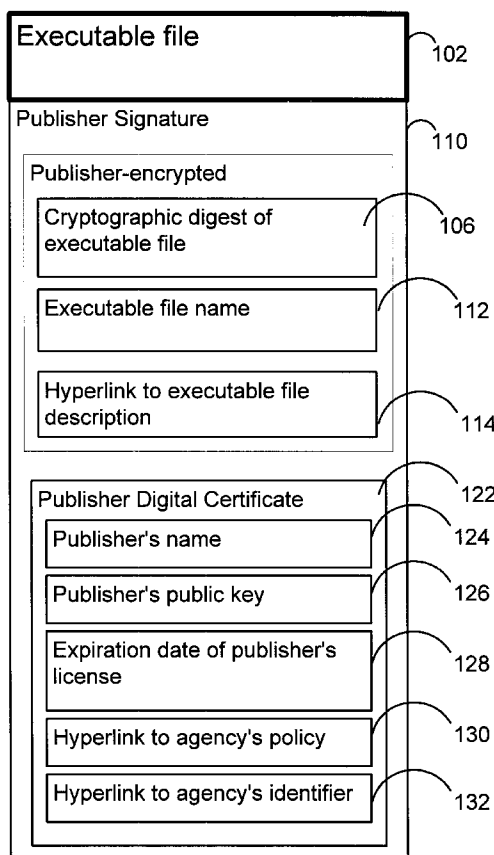 Executable file
102
Publisher Signature
110
Publisher-encrypted
Cryptographic digest of
executable file
106
Executable file name
112
Hyperlink to executable file
description
114
Publisher Digital Certificate
122
Publisher's name
124
Publisher's public key
126
Expiration date of publisher's
license
128
Hyperlink to agency's policy
130
Hyperlink to agency's identifier
132